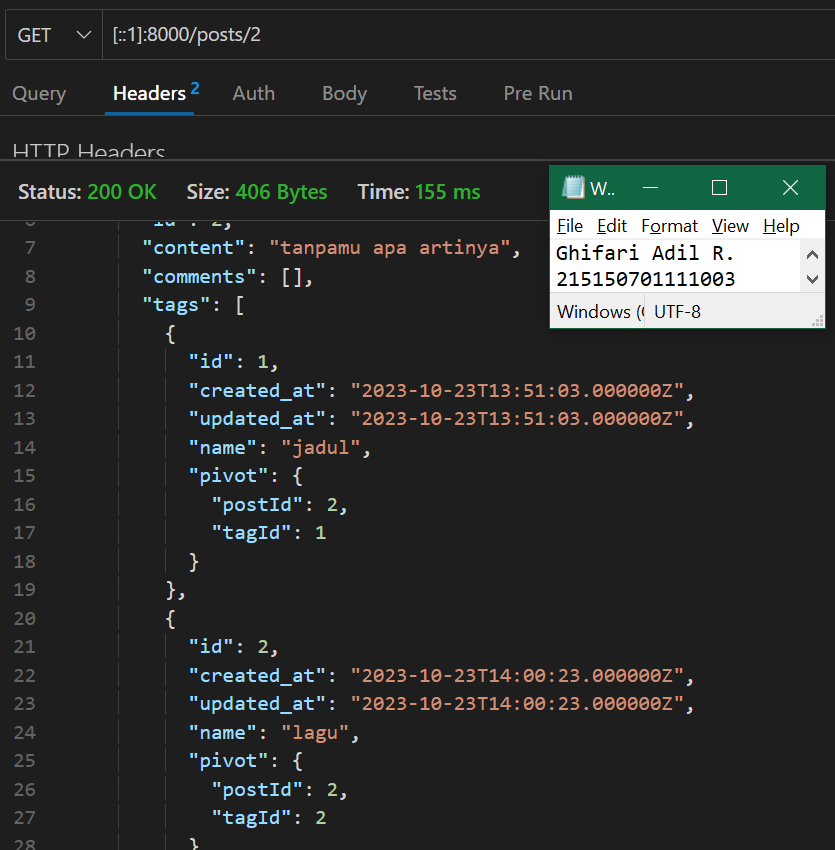 GET [::1]:8000/posts/2
Query Headers 2 Auth Body Tests Pre Run
HTTP Headers
Status: 200 OK Size: 406 Bytes Time: 155 ms
W..
File Edit Format View Help
Ghifari Adil R.
215150701111003
Windows (C UTF-8
6 "id": 2,
7 "content": "tanpamu apa artinya",
8 "comments": [],
9 "tags": [
10 {
11 "id": 1,
12 "created_at": "2023-10-23T13:51:03.000000Z",
13 "updated_at": "2023-10-23T13:51:03.000000Z",
14 "name": "jadul",
15 "pivot": {
16 "postId": 2,
17 "tagId": 1
18 }
19 },
20 {
21 "id": 2,
22 "created_at": "2023-10-23T14:00:23.000000Z",
23 "updated_at": "2023-10-23T14:00:23.000000Z",
24 "name": "lagu",
25 "pivot": {
26 "postId": 2,
27 "tagId": 2
28 }